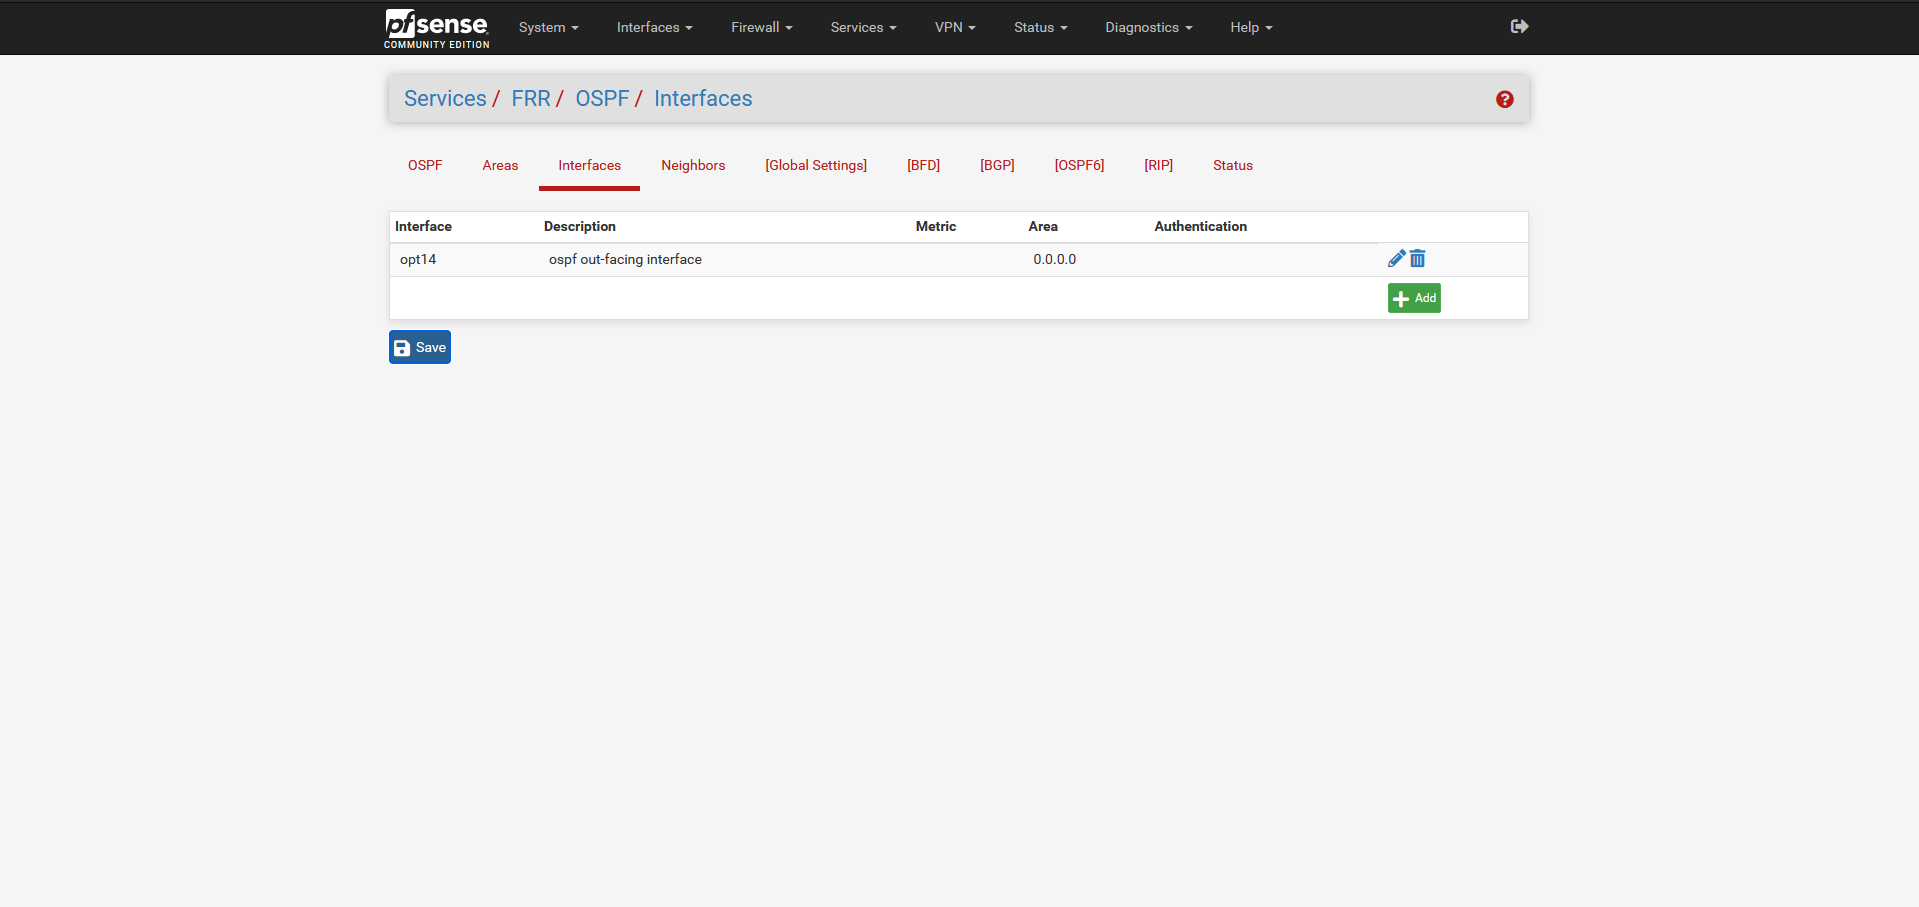 pfsense System Interfaces Firewall Services VPN Status Diagnostics Help
COMMUNITY EDITION
Services / FRR / OSPF / Interfaces ?
OSPF Areas Interfaces Neighbors [Global Settings] [BFD] [BGP] [OSPF6] [RIP] Status
Interface Description Metric Area Authentication
opt14 ospf out-facing interface 0.0.0.0
Add
Save